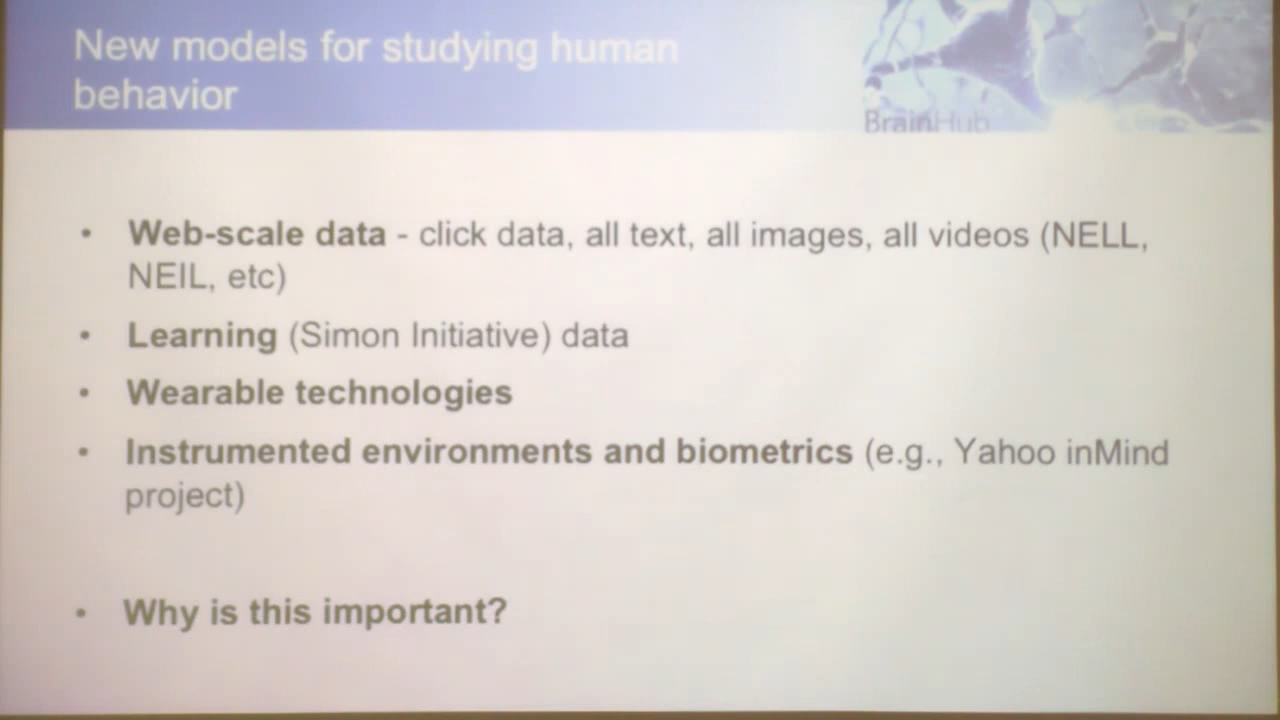 New models for studying human
behavior
BrainHub
• Web-scale data - click data, all text, all images, all videos (NELL,
NEIL, etc)
• Learning (Simon Initiative) data
• Wearable technologies
• Instrumented environments and biometrics (e.g., Yahoo inMind
project)
• Why is this important?